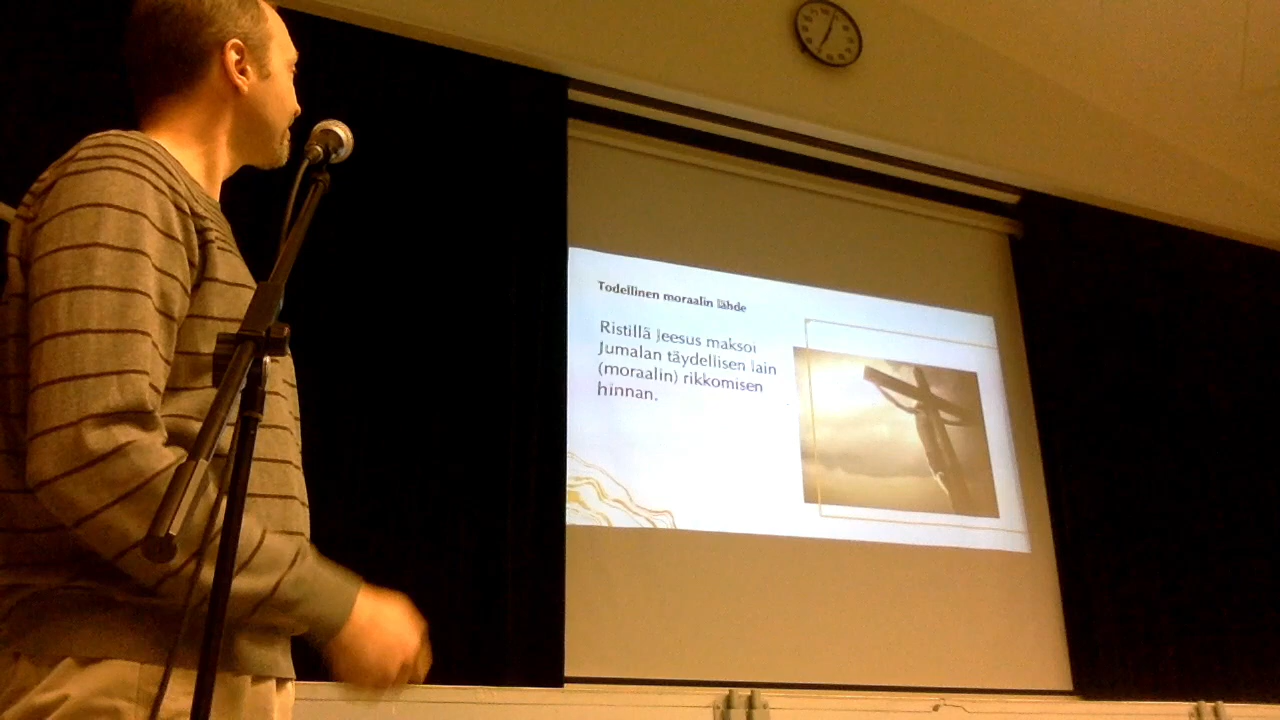 Todellinen moraalin lähde
Ristillä Jeesus maksoi
Jumalan täydellisen lain
(moraalin) rikkomisen
hinnan.